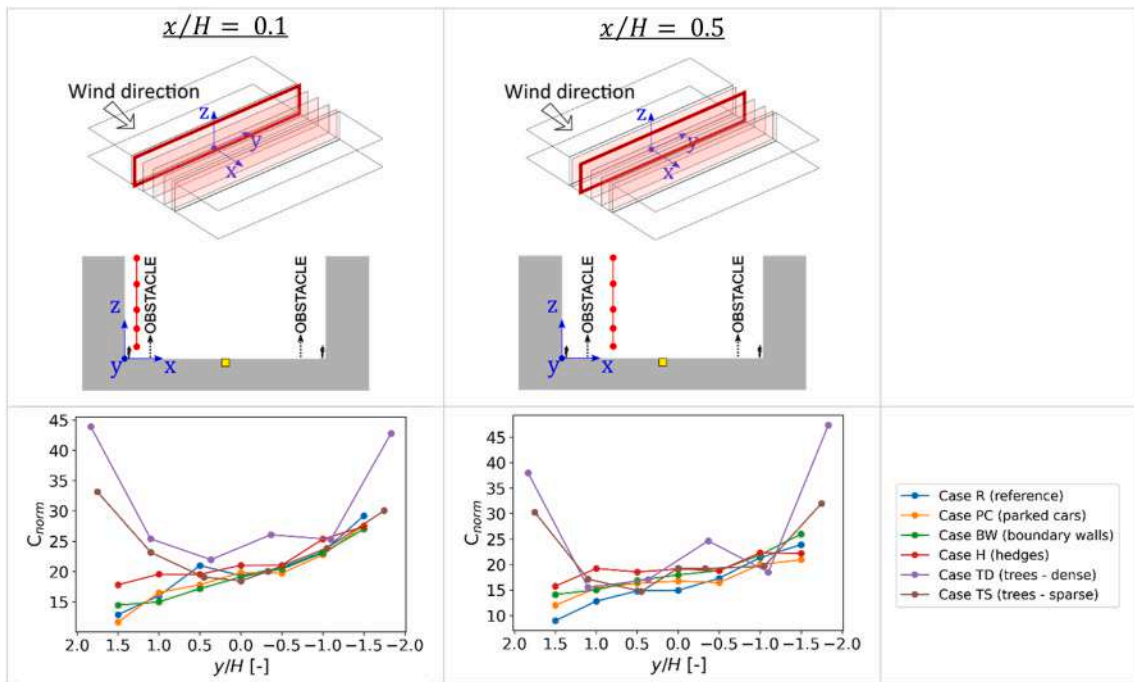 x/H = 0.1
x/H = 0.5
Wind direction
z
y
x
Wind direction
z
y
x
OBSTACLE
OBSTACLE
z
y
x
OBSTACLE
OBSTACLE
z
y
x
45
40
35
30
25
20
15
C_norm
2.0 1.5 1.0 0.5 0.0 −0.5 −1.0 −1.5 −2.0
y/H [-]
45
40
35
30
25
20
15
10
C_norm
2.0 1.5 1.0 0.5 0.0 −0.5 −1.0 −1.5 −2.0
y/H [-]
Case R (reference)
Case PC (parked cars)
Case BW (boundary walls)
Case H (hedges)
Case TD (trees - dense)
Case TS (trees - sparse)